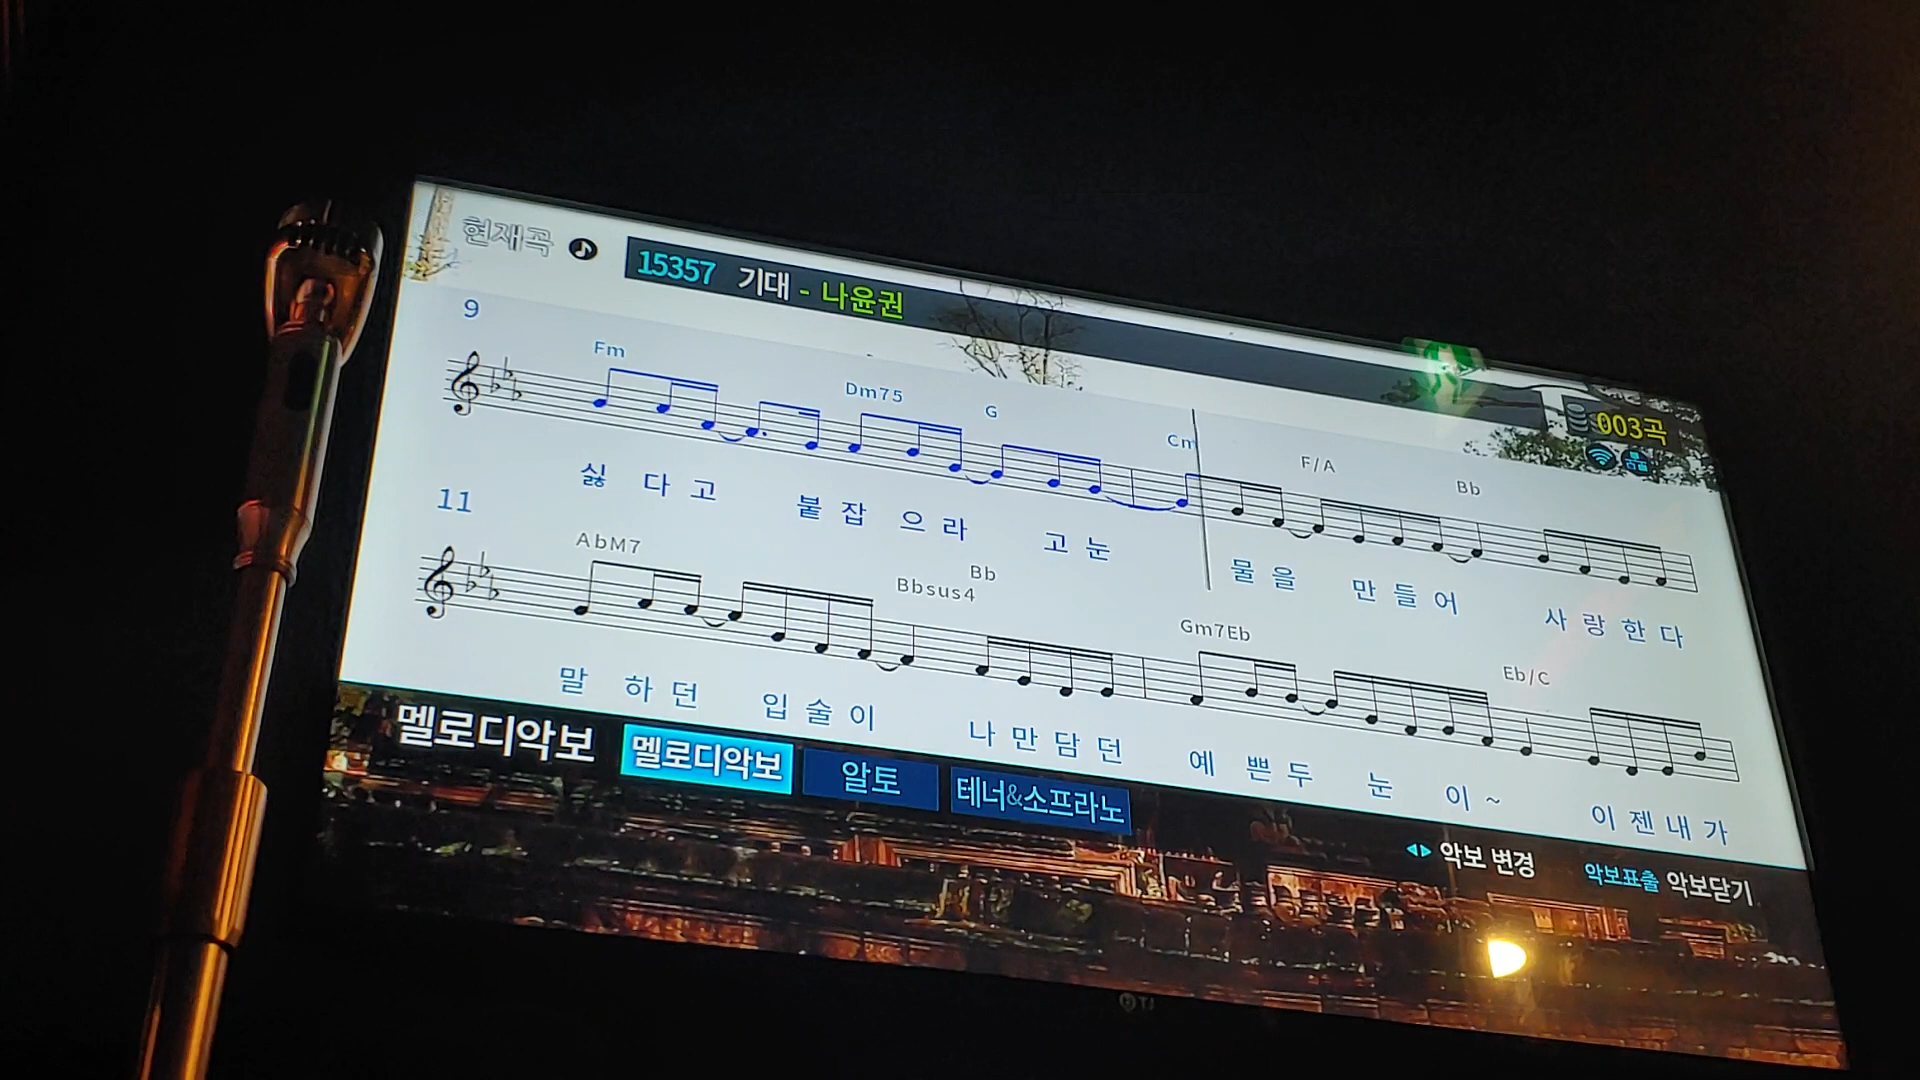 현재곡 15357 기대 - 나윤권
003곡
9
Fm Dm75 G Cm F/A Bb
싫 다 고 붙 잡 으 라 고 눈 물 을 만 들 어 사 랑 한 다
11
AbM7 Bbsus4 Bb Gm7Eb Eb/C
말 하 던 입 술 이 나 만 담 던 예 쁜 두 눈 이 ~ 이 젠 내 가
멜로디악보 멜로디악보 알토 테너&소프라노
악보 변경 악보표출 악보닫기
TJ